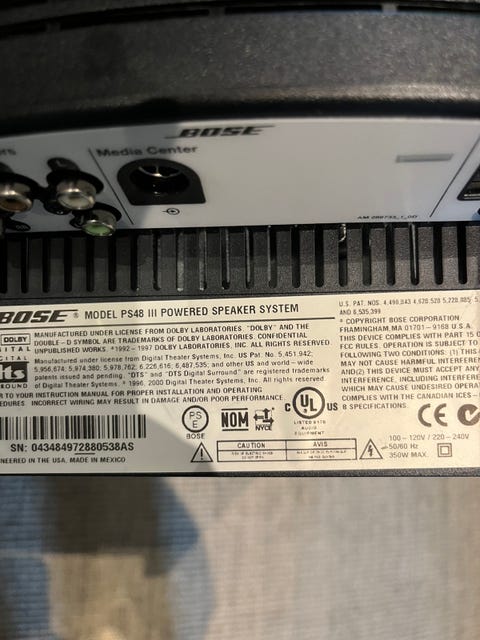 BOSE
Media Center
L
AM 289733_1_00
BOSE ® MODEL PS48 III POWERED SPEAKER SYSTEM
DOLBY
MANUFACTURED UNDER LICENSE FROM DOLBY LABORATORIES. "DOLBY" AND THE
DOUBLE - D SYMBOL ARE TRADEMARKS OF DOLBY LABORATORIES. CONFIDENTIAL
UNPUBLISHED WORKS. ©1992 - 1997 DOLBY LABORATORIES, INC. ALL RIGHTS RESERVED.
Manufactured under license from Digital Theater Systems, Inc. US Pat. No. 5,451,942;
5,956,674; 5,974,380; 5,978,762; 6,226,616; 6,487,535; and other world - wide
patents issued and pending. "DTS" and "DTS Digital Surround" are registered trademarks
of Digital Theater Systems, Inc. © 1996, 2000 Digital Theater Systems, Inc. All rights reserved.
TO YOUR INSTRUCTION MANUAL FOR PROPER INSTALLATION AND OPERATING
INCORRECT WIRING MAY RESULT IN DAMAGE AND/OR POOR PERFORMANCE.
SN: 043484972880538AS
NEERED IN THE USA. MADE IN MEXICO
PS
E
BOSE
NOM
NYCE
CAUTION
AVIS
C UL US
LISTED
AUDIO
EQUIPMENT
U.S. PAT. NOS. 4,490,843 4,628,528
AND 6,535,399
© COPYRIGHT BOSE CORPORATION
FRAMINGHAM, MA 01701 - 9168 U.S.A.
THIS DEVICE COMPLIES WITH PART 15 O
FCC RULES. OPERATION IS SUBJECT TO
FOLLOWING TWO CONDITIONS: (1) THIS
MAY NOT CAUSE HARMFUL INTERFEREN
AND(2) THIS DEVICE MUST ACCEPT ANY
INTERFERENCE, INCLUDING INTERFEREN
WHICH MAY CAUSE UNDESIRED OPERATI
COMPLIES WITH THE CANADIAN ICES -
B SPECIFICATIONS.
CE
100 - 120V / 220 - 240V
50/60 Hz
350W MAX.